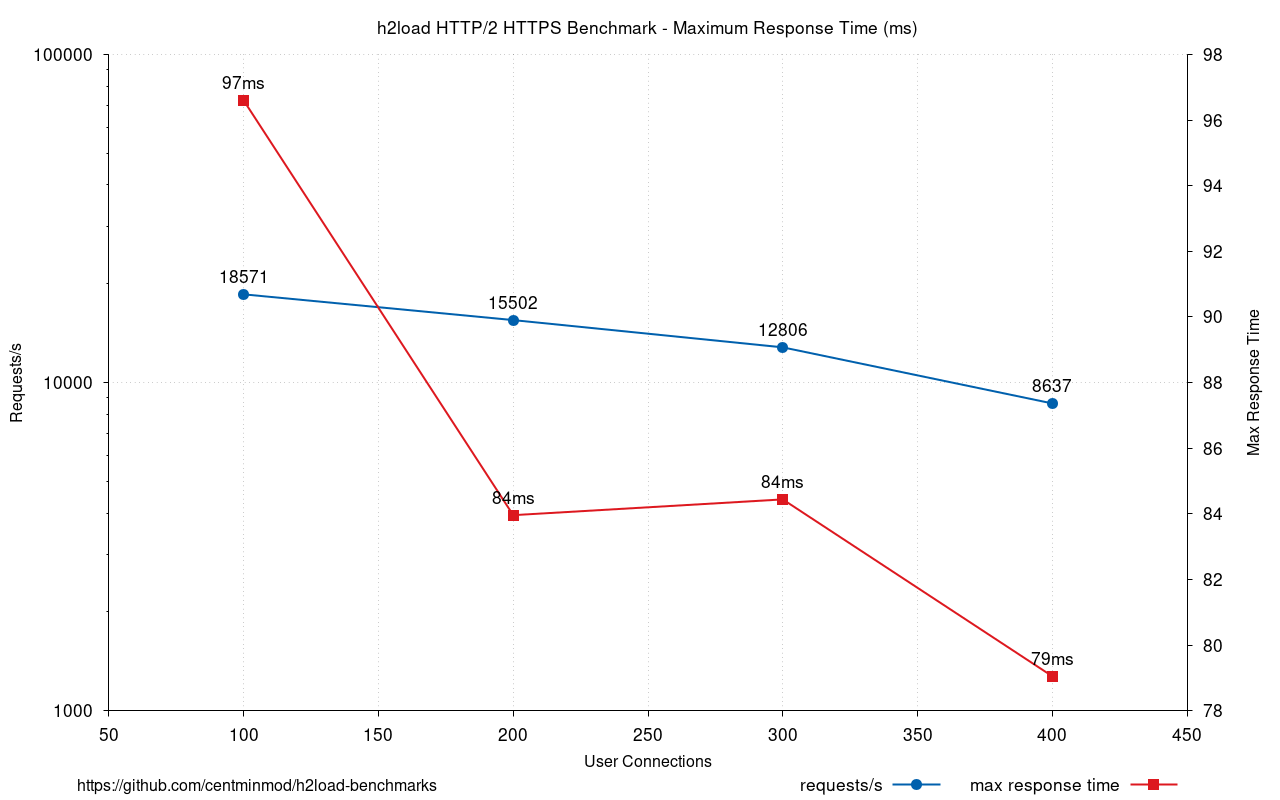 h2load HTTP/2 HTTPS Benchmark - Maximum Response Time (ms)
100000
10000
1000
Requests/s
98
96
94
92
90
88
86
84
82
80
78
Max Response Time
97ms
18571
15502
12806
8637
84ms
84ms
79ms
50 100 150 200 250 300 350 400 450
User Connections
https://github.com/centminmod/h2load-benchmarks
requests/s max response time